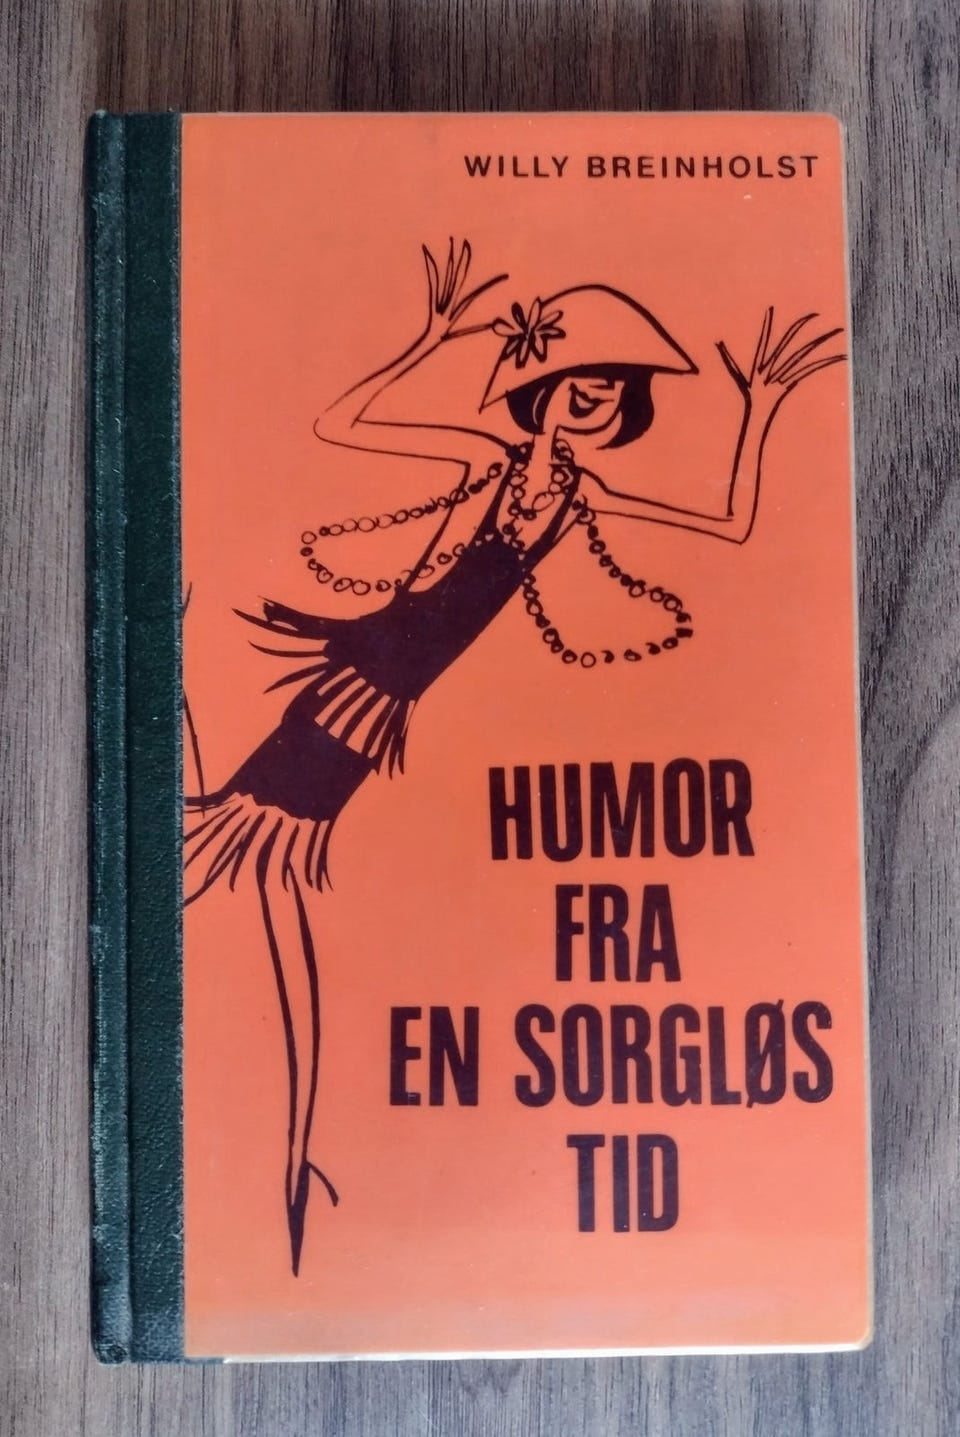 WILLY BREINHOLST
HUMOR
FRA
EN SORGLØS
TID